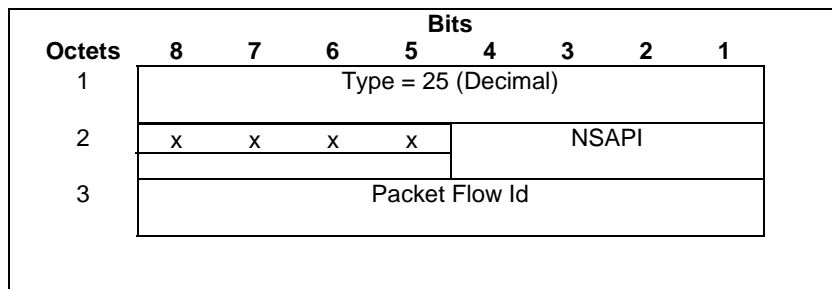 Bits
Octets 8 7 6 5 4 3 2 1
1 Type = 25 (Decimal)
2 x x x x NSAPI
3 Packet Flow Id